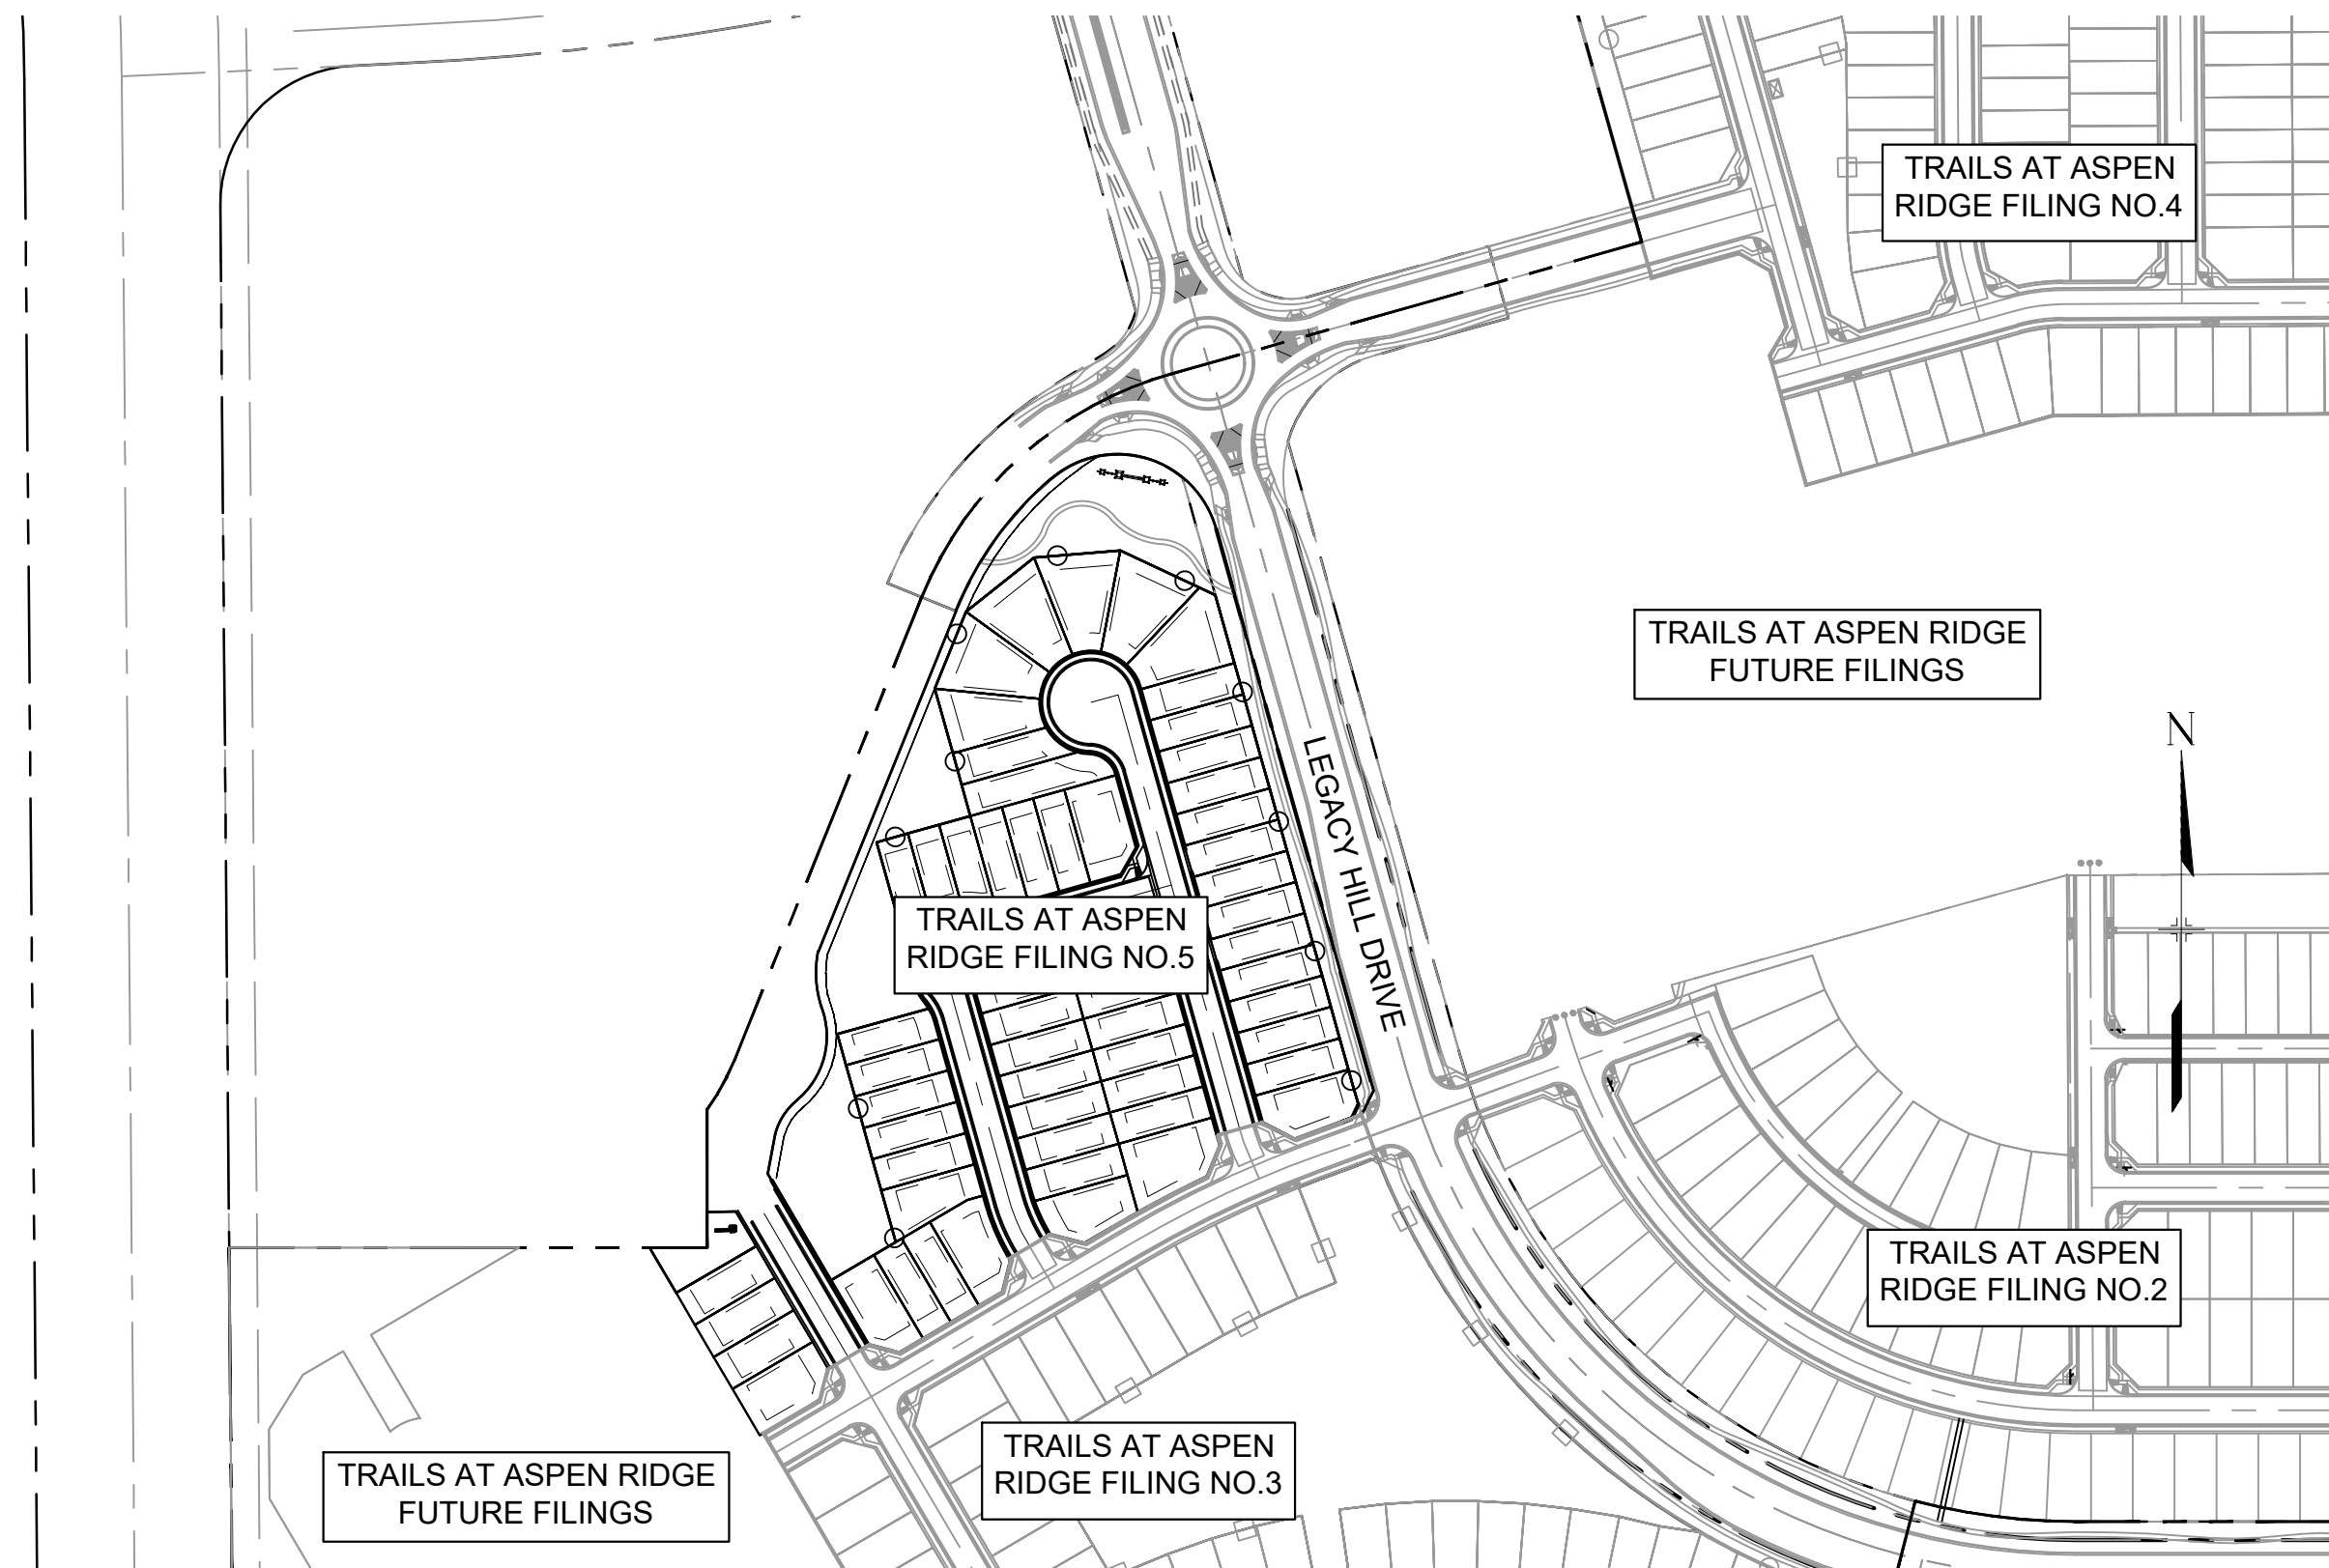 TRAILS AT ASPEN
RIDGE FILING NO.4
TRAILS AT ASPEN RIDGE
FUTURE FILINGS
N
LEGACY HILL DRIVE
TRAILS AT ASPEN
RIDGE FILING NO.5
TRAILS AT ASPEN
RIDGE FILING NO.2
TRAILS AT ASPEN
RIDGE FILING NO.3
TRAILS AT ASPEN RIDGE
FUTURE FILINGS